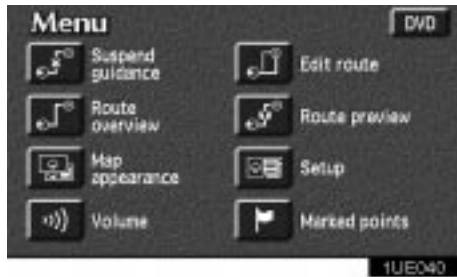 Menu
DVD
Suspend
guidance
Edit route
Route
overview
Route preview
Map
appearance
Setup
Volume
Marked points
1UE040